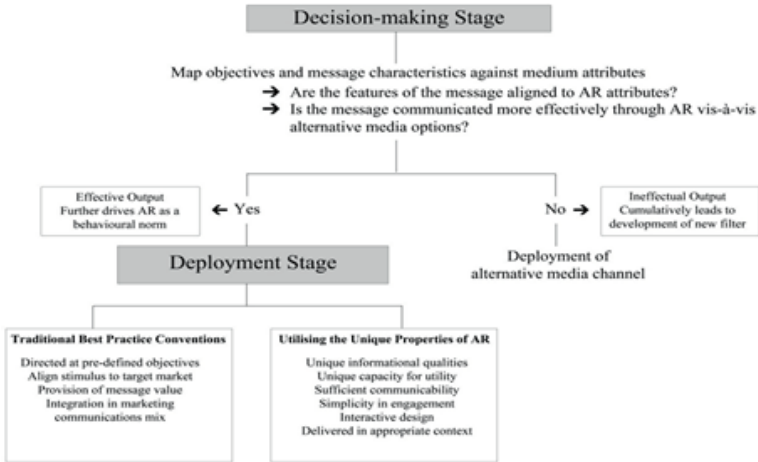 Decision-making Stage
Map objectives and message characteristics against medium attributes
➔ Are the features of the message aligned to AR attributes?
➔ Is the message communicated more effectively through AR vis-à-vis
alternative media options?
Effective Output
Further drives AR as a
behavioural norm
← Yes
No →
Ineffectual Output
Cumulatively leads to
development of new filter
Deployment of
alternative media channel
Deployment Stage
Traditional Best Practice Conventions
Directed at pre-defined objectives
Align stimulus to target market
Provision of message value
Integration in marketing
communications mix
Utilising the Unique Properties of AR
Unique informational qualities
Unique capacity for utility
Sufficient communicability
Simplicity in engagement
Interactive design
Delivered in appropriate context